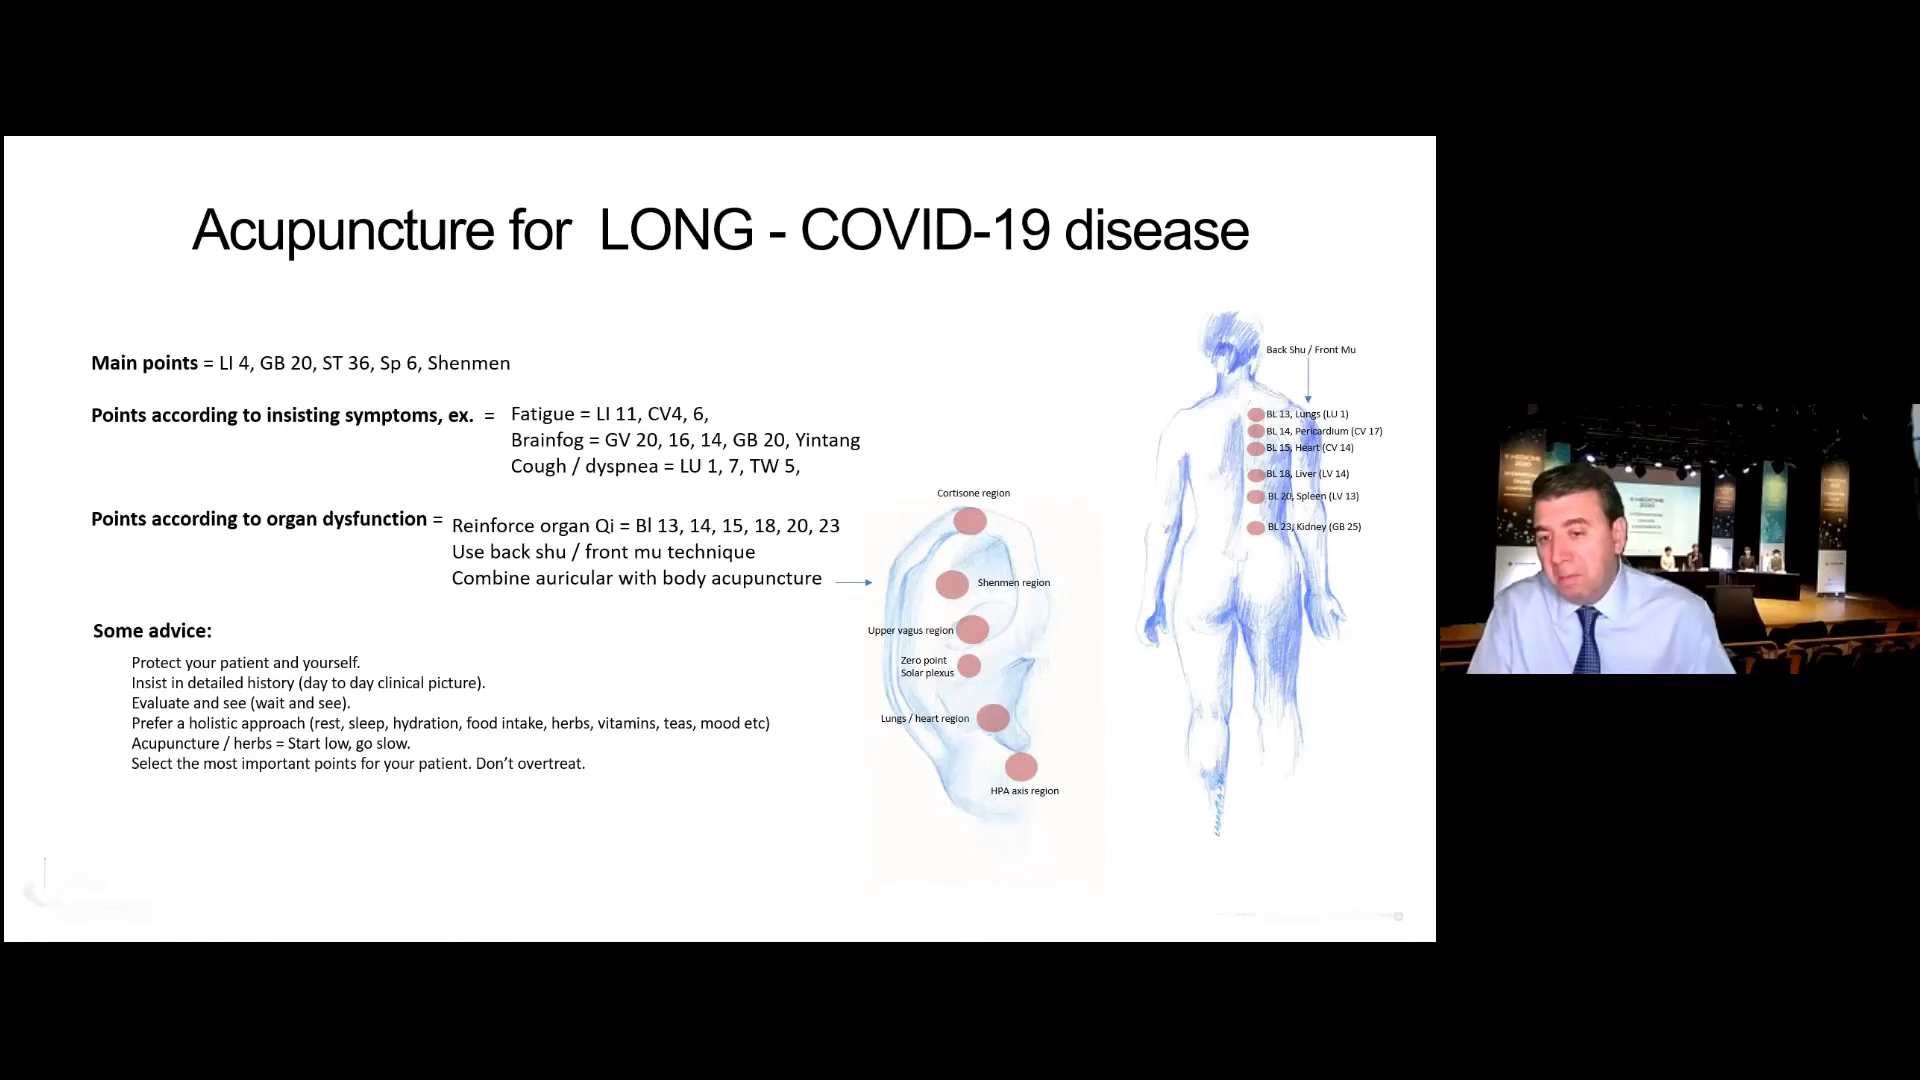 Acupuncture for LONG - COVID-19 disease
Main points = LI 4, GB 20, ST 36, Sp 6, Shenmen
Points according to insisting symptoms, ex. = Fatigue = LI 11, CV4, 6,
Brainfog = GV 20, 16, 14, GB 20, Yintang
Cough / dyspnea = LU 1, 7, TW 5,
Points according to organ dysfunction = Reinforce organ Qi = Bl 13, 14, 15, 18, 20, 23
Use back shu / front mu technique
Combine auricular with body acupuncture
Some advice:
Protect your patient and yourself.
Insist in detailed history (day to day clinical picture).
Evaluate and see (wait and see).
Prefer a holistic approach (rest, sleep, hydration, food intake, herbs, vitamins, teas, mood etc)
Acupuncture / herbs = Start low, go slow.
Select the most important points for your patient. Don't overtreat.
Cortisone region
Shenmen region
Upper vagus region
Zero point
Solar plexus
Lungs / heart region
HPA axis region
Back Shu / Front Mu
BL 13, Lungs (LU 1)
BL 14, Pericardium (CV 17)
BL 15, Heart (CV 14)
BL 18, Liver (LV 14)
BL 20, Spleen (LV 13)
BL 23, Kidney (GB 25)